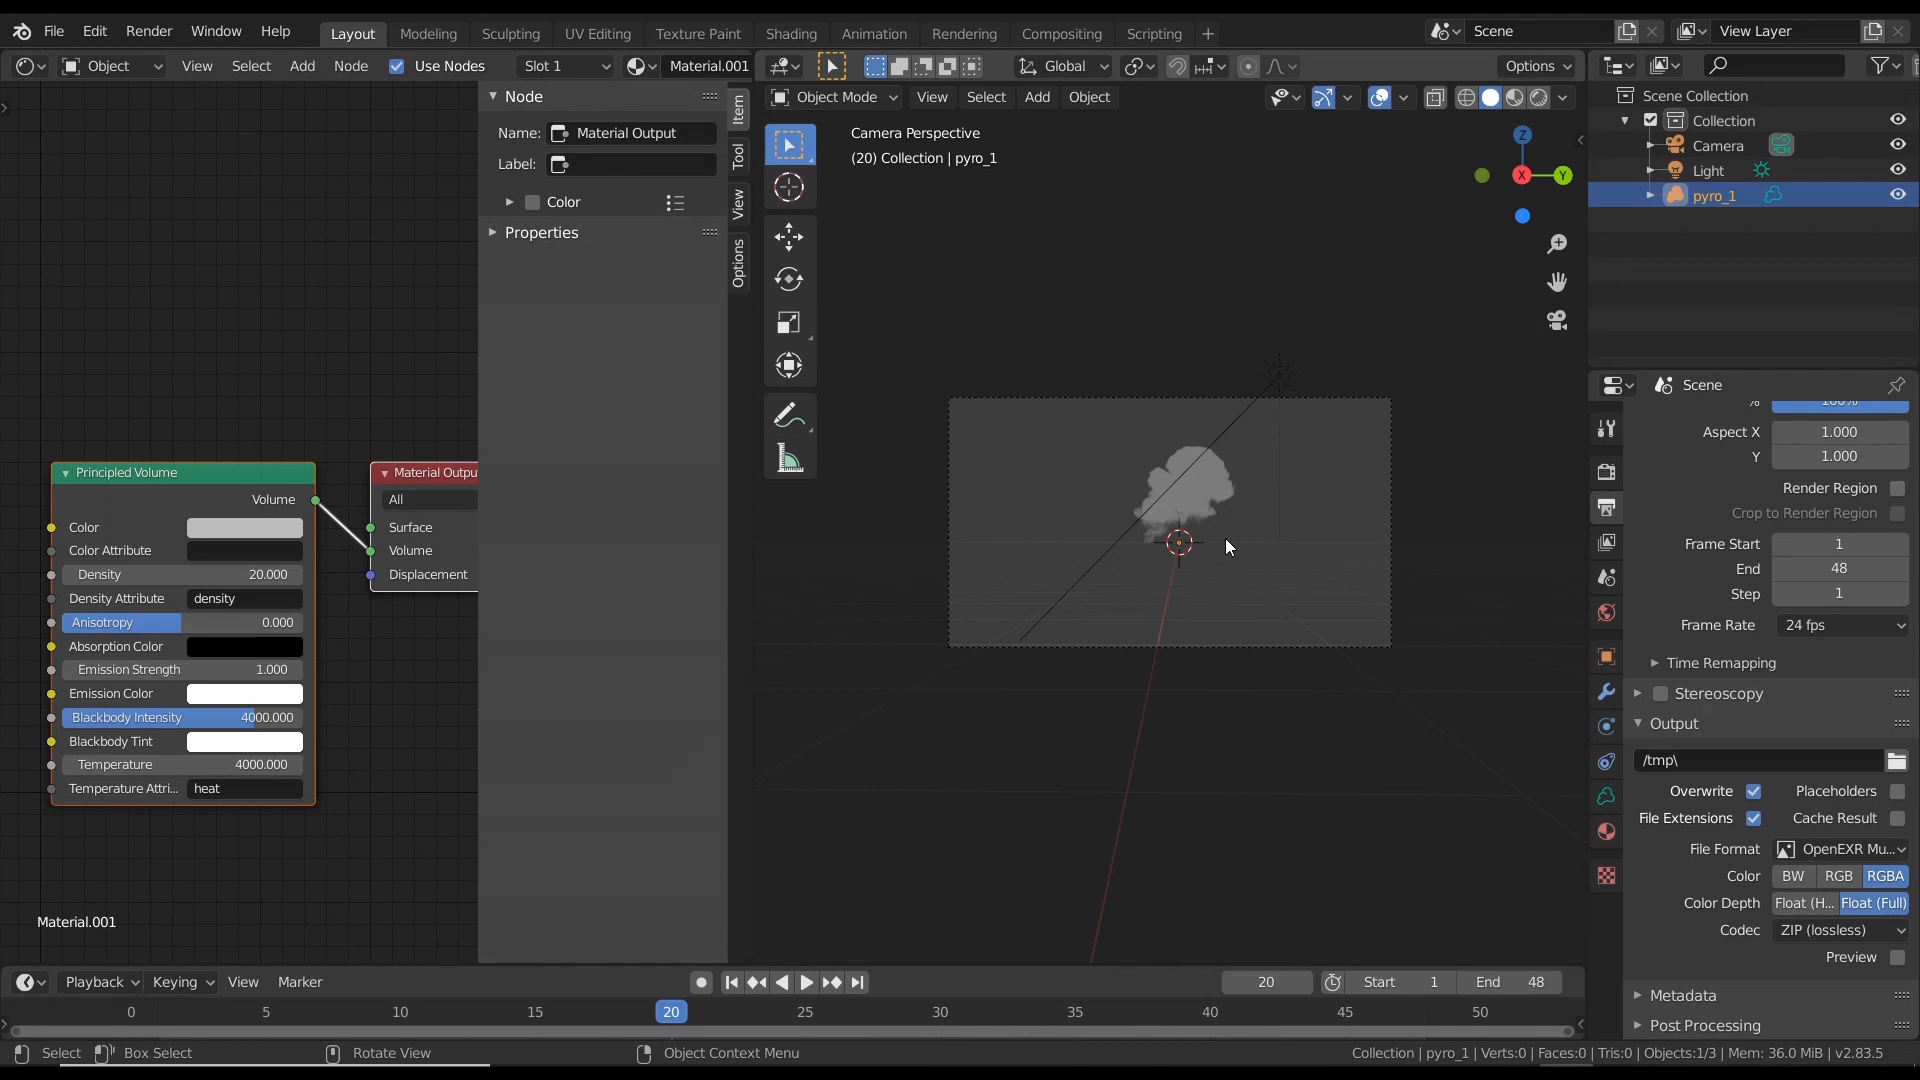 File Edit Render Window Help Layout Modeling Sculpting UV Editing Texture Paint Shading Animation Rendering Compositing Scripting + Scene View Layer
Object View Select Add Node Use Nodes Slot 1 Material.001 Global Options
Object Mode View Select Add Object
Node
Name: Material Output
Label:
Color
Properties
Item
Tool
View
Options
Camera Perspective
(20) Collection | pyro_1
Z
X
Y
Scene Collection
Collection
Camera
Light
pyro_1
Principled Volume
Volume
Color
Color Attribute
Density 20.000
Density Attribute density
Anisotropy 0.000
Absorption Color
Emission Strength 1.000
Emission Color
Blackbody Intensity 4000.000
Blackbody Tint
Temperature 4000.000
Temperature Attri... heat
Material Outpu
All
Surface
Volume
Displacement
Material.001
Scene
% 100%
Aspect X 1.000
Y 1.000
Render Region
Crop to Render Region
Frame Start 1
End 48
Step 1
Frame Rate 24 fps
Time Remapping
Stereoscopy
Output
/tmp\
Overwrite Placeholders
File Extensions Cache Result
File Format OpenEXR Mu...
Color BW RGB RGBA
Color Depth Float (H... Float (Full)
Codec ZIP (lossless)
Preview
Metadata
Post Processing
Playback Keying View Marker 20 Start 1 End 48
0 5 10 15 20 25 30 35 40 45 50
Select Box Select Rotate View Object Context Menu Collection | pyro_1 | Verts:0 | Faces:0 | Tris:0 | Objects:1/3 | Mem: 36.0 MiB | v2.83.5